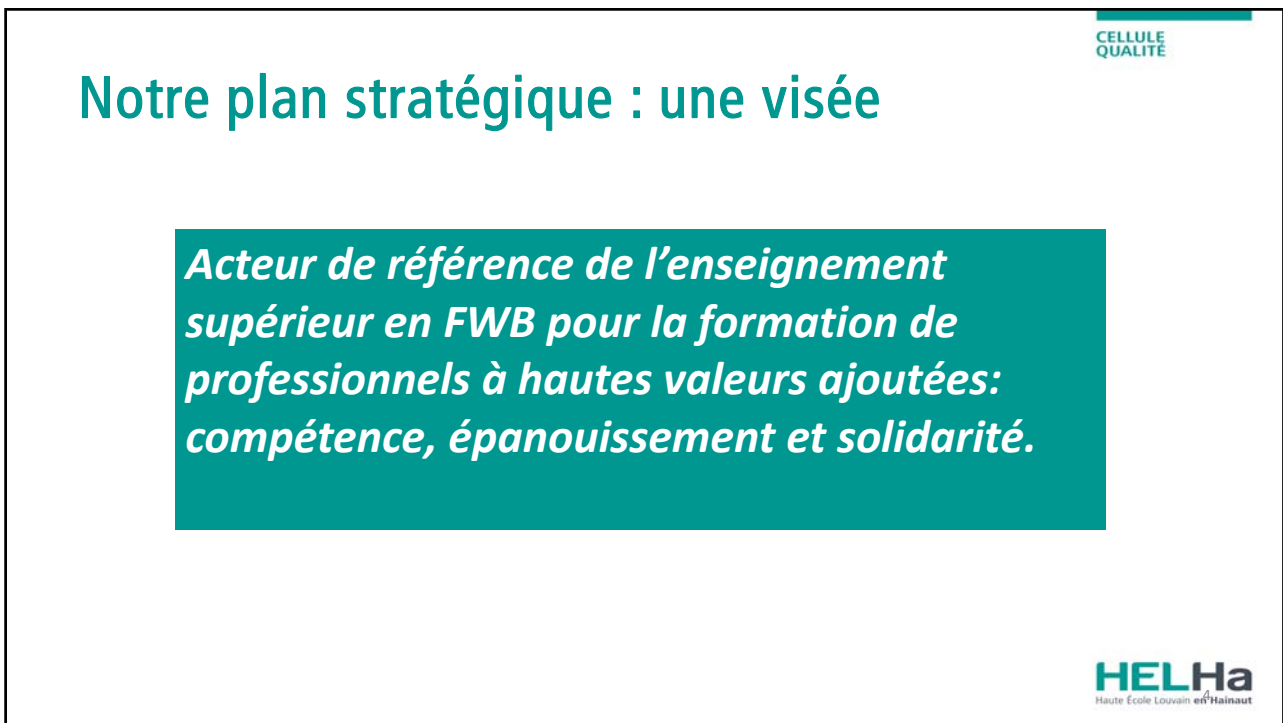 CELLULE
QUALITÉ
Notre plan stratégique : une visée
Acteur de référence de l’enseignement
supérieur en FWB pour la formation de
professionnels à hautes valeurs ajoutées:
compétence, épanouissement et solidarité.
HELHa
4
Haute École Louvain en Hainaut